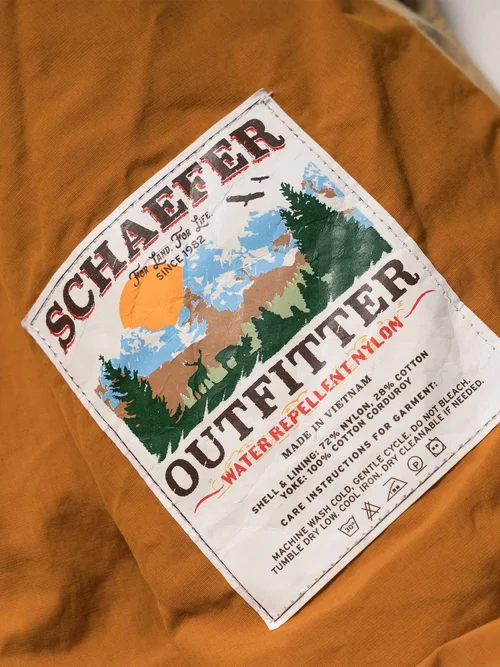 SCHAEFER
For Land. For Life.
SINCE 1982
OUTFITTER
WATER REPELLENT NYLON
MADE IN VIETNAM
SHELL & LINING: 72% NYLON, 28% COTTON
YOKE: 100% COTTON CORDUROY
CARE INSTRUCTIONS FOR GARMENT:
MACHINE WASH COLD, GENTLE CYCLE, DO NOT BLEACH.
TUMBLE DRY LOW. COOL IRON. DRY CLEANABLE IF NEEDED.
30° P